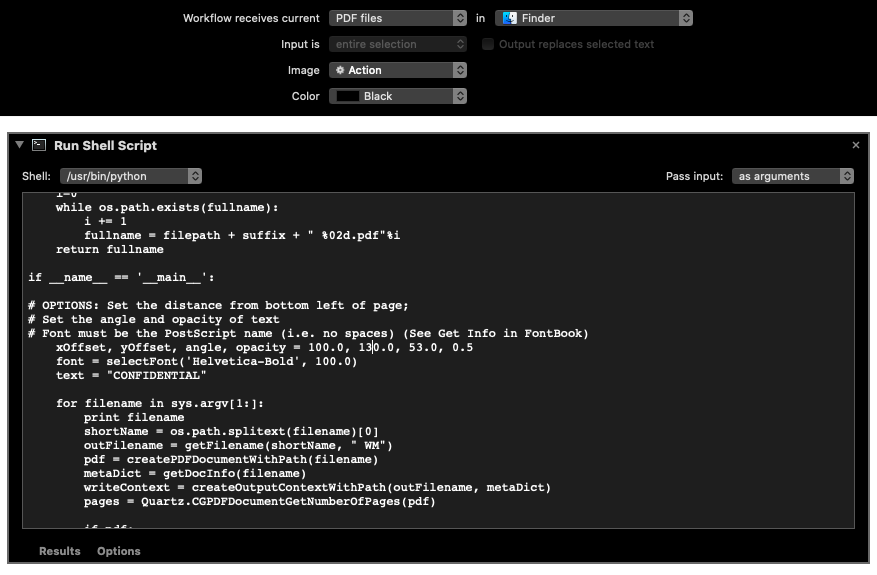 Workflow receives current PDF files in Finder
Input is entire selection Output replaces selected text
Image Action
Color Black
Run Shell Script
Shell: /usr/bin/python Pass input: as arguments
i=0
while os.path.exists(fullname):
i += 1
fullname = filepath + suffix + " %02d.pdf"%i
return fullname
if __name__ == '__main__':
# OPTIONS: Set the distance from bottom left of page;
# Set the angle and opacity of text
# Font must be the PostScript name (i.e. no spaces) (See Get Info in FontBook)
xOffset, yOffset, angle, opacity = 100.0, 130.0, 53.0, 0.5
font = selectFont('Helvetica-Bold', 100.0)
text = "CONFIDENTIAL"
for filename in sys.argv[1:]:
print filename
shortName = os.path.splitext(filename)[0]
outFilename = getFilename(shortName, " WM")
pdf = createPDFDocumentWithPath(filename)
metaDict = getDocInfo(filename)
writeContext = createOutputContextWithPath(outFilename, metaDict)
pages = Quartz.CGPDFDocumentGetNumberOfPages(pdf)
if pdf:
Results Options